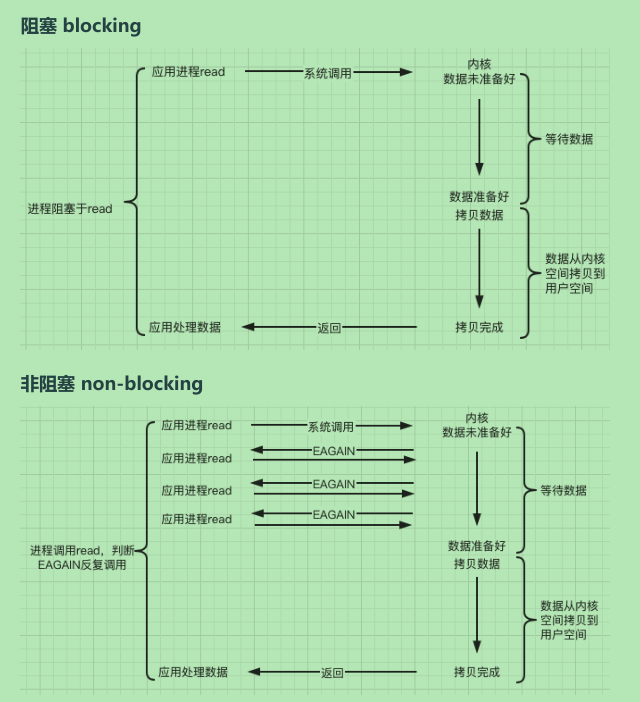 阻塞 blocking
应用进程read
系统调用
内核
数据未准备好
等待数据
数据准备好
拷贝数据
进程阻塞于read
数据从内核
空间拷贝到
用户空间
应用处理数据
返回
拷贝完成
非阻塞 non-blocking
应用进程read
系统调用
内核
数据未准备好
应用进程read
EAGAIN
应用进程read
EAGAIN
等待数据
应用进程read
EAGAIN
进程调用read，判断
EAGAIN反复调用
数据准备好
拷贝数据
数据从内核
空间拷贝到
用户空间
应用处理数据
返回
拷贝完成